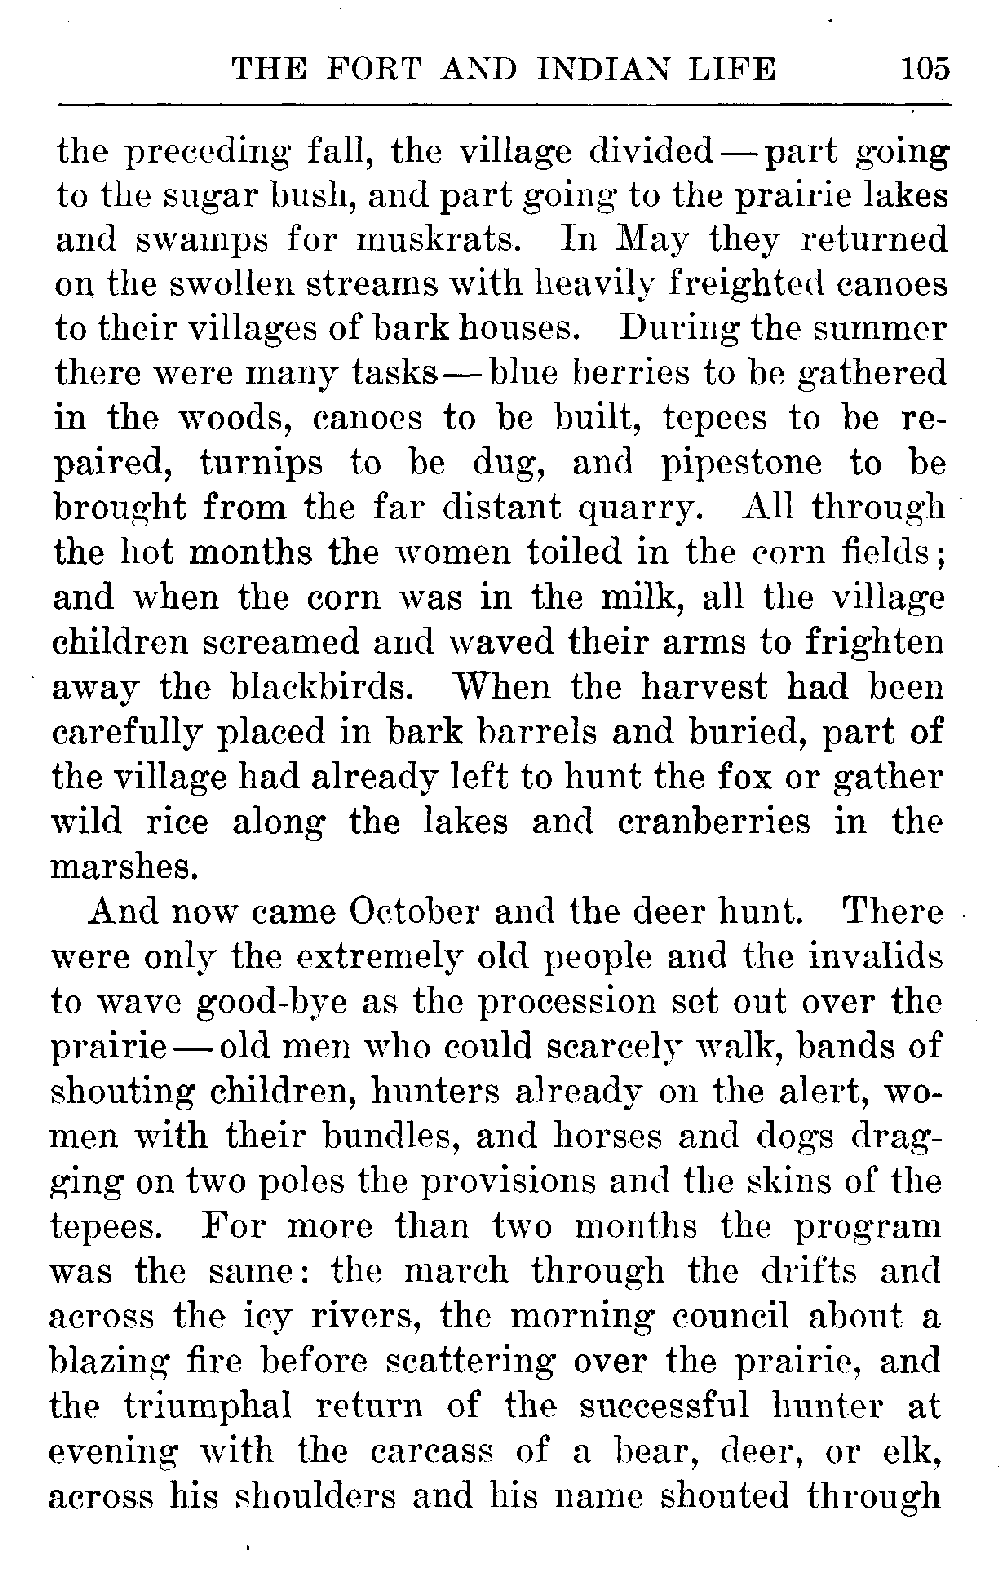 THE FORT AND INDIAN LIFE 105
the preceding fall, the village divided — part going
to the sugar bush, and part going to the prairie lakes
and swamps for muskrats. In May they returned
on the swollen streams with heavily freighted canoes
to their villages of bark houses. During the summer
there were many tasks — blue berries to be gathered
in the woods, canoes to be built, tepees to be re-
paired, turnips to be dug, and pipestone to be
brought from the far distant quarry. All through
the hot months the women toiled in the corn fields;
and when the corn was in the milk, all the village
children screamed and waved their arms to frighten
away the blackbirds. When the harvest had been
carefully placed in bark barrels and buried, part of
the village had already left to hunt the fox or gather
wild rice along the lakes and cranberries in the
marshes.
And now came October and the deer hunt. There
were only the extremely old people and the invalids
to wave good-bye as the procession set out over the
prairie — old men who could scarcely walk, bands of
shouting children, hunters already on the alert, wo-
men with their bundles, and horses and dogs drag-
ging on two poles the provisions and the skins of the
tepees. For more than two months the program
was the same: the march through the drifts and
across the icy rivers, the morning council about a
blazing fire before scattering over the prairie, and
the triumphal return of the successful hunter at
evening with the carcass of a bear, deer, or elk,
across his shoulders and his name shouted through